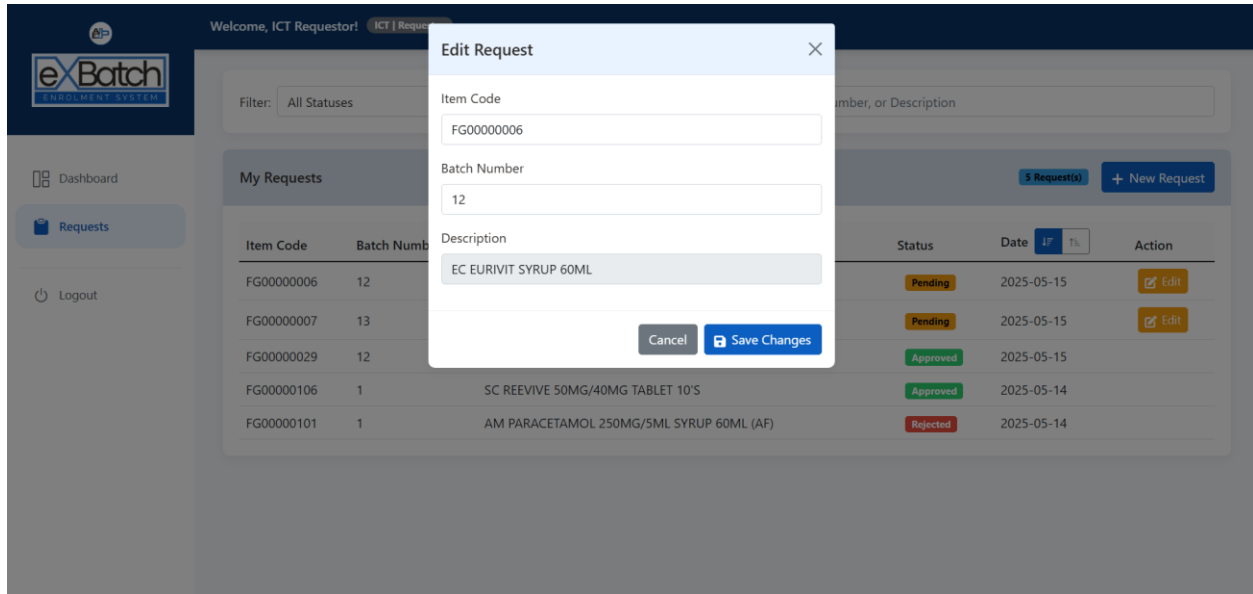 Welcome, ICT Requestor! ICT | Reque
eXBatch
ENROLMENT SYSTEM
Dashboard
Requests
Logout
Filter: All Statuses
mber, or Description
My Requests
5 Request(s)
+ New Request
Item Code Batch Numb Status Date Action
FG00000006 12 Pending 2025-05-15 Edit
FG00000007 13 Pending 2025-05-15 Edit
FG00000029 12 Approved 2025-05-15
FG00000106 1 SC REEVIVE 50MG/40MG TABLET 10'S Approved 2025-05-14
FG00000101 1 AM PARACETAMOL 250MG/5ML SYRUP 60ML (AF) Rejected 2025-05-14
Edit Request
Item Code
FG00000006
Batch Number
12
Description
EC EURIVIT SYRUP 60ML
Cancel Save Changes